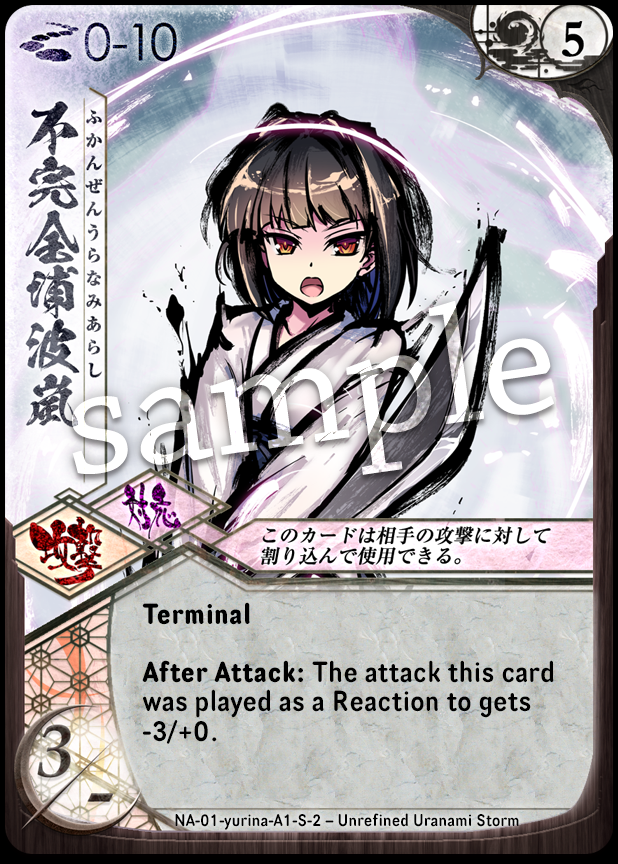 0-10
5
不完全浦波嵐
ふかんぜんうらなみあらし
sample
攻撃
対応
このカードは相手の攻撃に対して
割り込んで使用できる。
Terminal
After Attack: The attack this card
was played as a Reaction to gets
-3/+0.
3/-
NA-01-yurina-A1-S-2 – Unrefined Uranami Storm